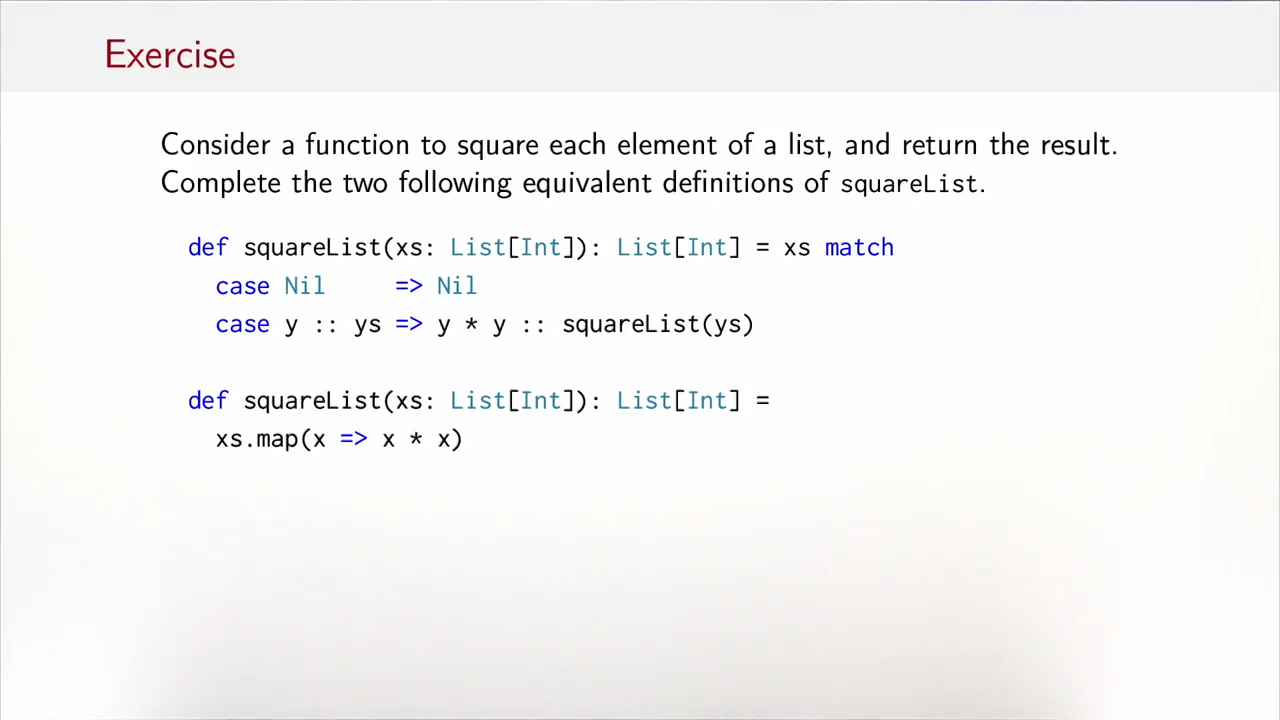 Exercise
Consider a function to square each element of a list, and return the result.
Complete the two following equivalent definitions of squareList.
def squareList(xs: List[Int]): List[Int] = xs match
  case Nil     => Nil
  case y :: ys => y * y :: squareList(ys)
def squareList(xs: List[Int]): List[Int] =
  xs.map(x => x * x)